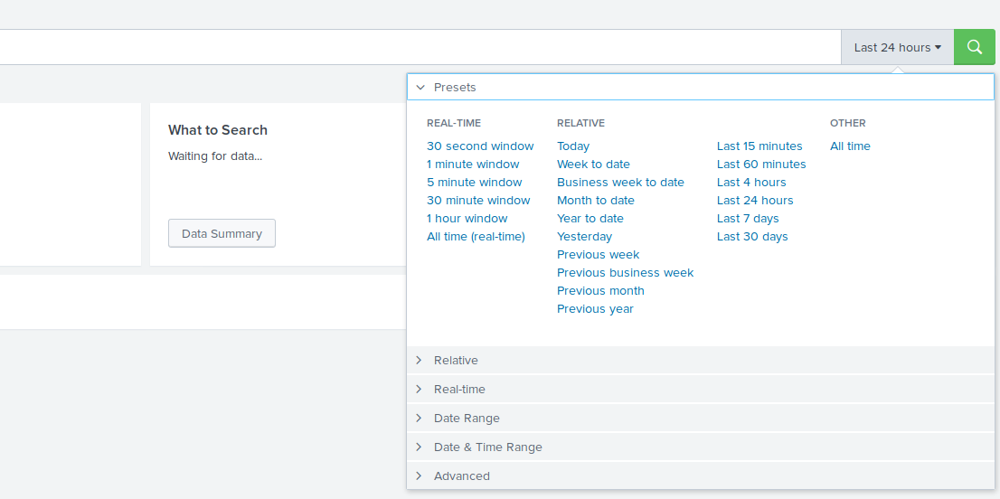 Last 24 hours
Presets
What to Search
Waiting for data...
Data Summary
REAL-TIME
30 second window
1 minute window
5 minute window
30 minute window
1 hour window
All time (real-time)
RELATIVE
Today
Week to date
Business week to date
Month to date
Year to date
Yesterday
Previous week
Previous business week
Previous month
Previous year
Last 15 minutes
Last 60 minutes
Last 4 hours
Last 24 hours
Last 7 days
Last 30 days
OTHER
All time
Relative
Real-time
Date Range
Date & Time Range
Advanced